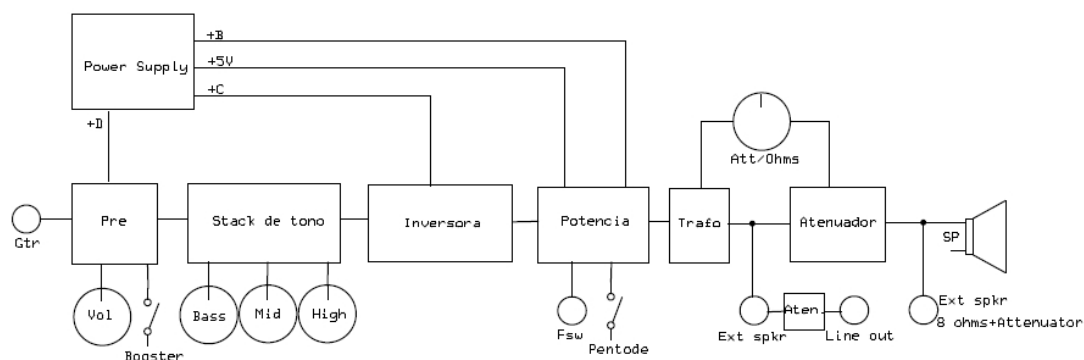 +B
Power Supply
+5V
+C
+D
Att/Ohms
Gtr
Pre
Stack de tono
Inversora
Potencia
Trafo
Atenuador
SP
Vol
Booster
Bass
Mid
High
Fsw
Pentode
Ext spkr
Aten.
Line out
Ext spkr
8 ohms+Attenuator